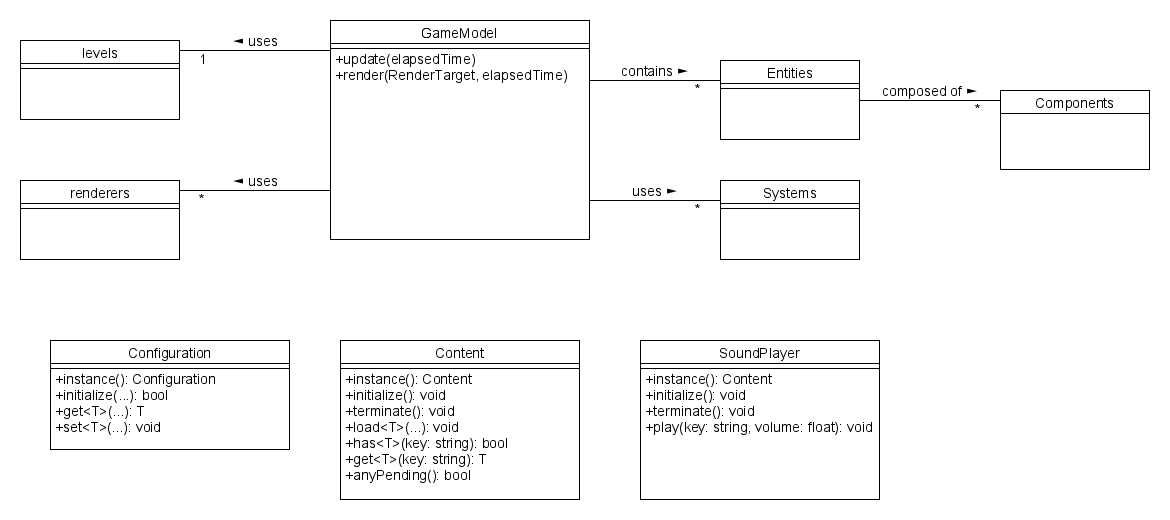 GameModel
+update(elapsedTime)
+render(RenderTarget, elapsedTime)
◄ uses
1
levels
◄ uses
*
renderers
contains ►
*
Entities
composed of ►
*
Components
uses ►
*
Systems
Configuration
+instance(): Configuration
+initialize(...): bool
+get<T>(...): T
+set<T>(...): void
Content
+instance(): Content
+initialize(): void
+terminate(): void
+load<T>(...): void
+has<T>(key: string): bool
+get<T>(key: string): T
+anyPending(): bool
SoundPlayer
+instance(): Content
+initialize(): void
+terminate(): void
+play(key: string, volume: float): void